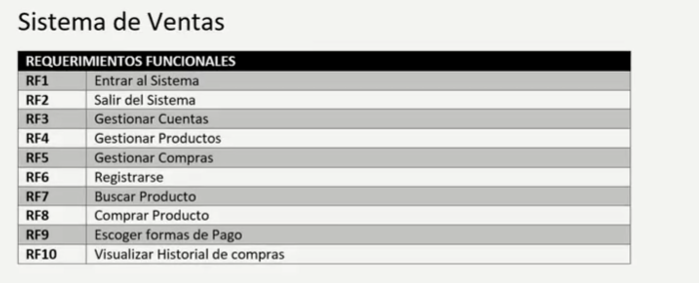 Sistema de Ventas
REQUERIMIENTOS FUNCIONALES
RF1 Entrar al Sistema
RF2 Salir del Sistema
RF3 Gestionar Cuentas
RF4 Gestionar Productos
RF5 Gestionar Compras
RF6 Registrarse
RF7 Buscar Producto
RF8 Comprar Producto
RF9 Escoger formas de Pago
RF10 Visualizar Historial de compras